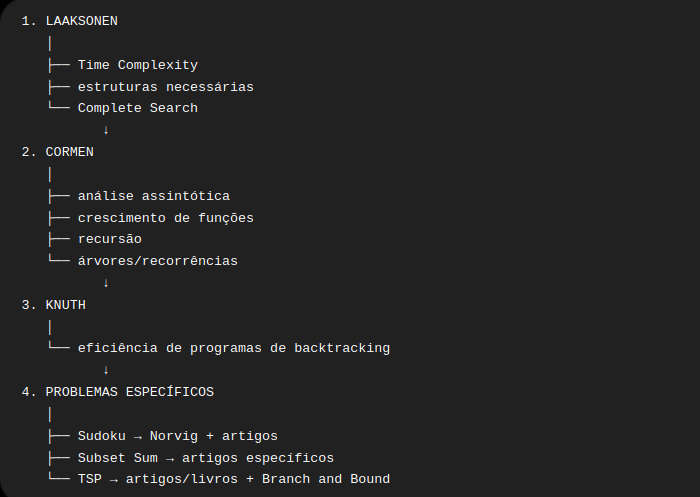 1. LAAKSONEN
│
├── Time Complexity
├── estruturas necessárias
└── Complete Search
↓
2. CORMEN
│
├── análise assintótica
├── crescimento de funções
├── recursão
└── árvores/recorrências
↓
3. KNUTH
│
└── eficiência de programas de backtracking
↓
4. PROBLEMAS ESPECÍFICOS
│
├── Sudoku → Norvig + artigos
├── Subset Sum → artigos específicos
└── TSP → artigos/livros + Branch and Bound